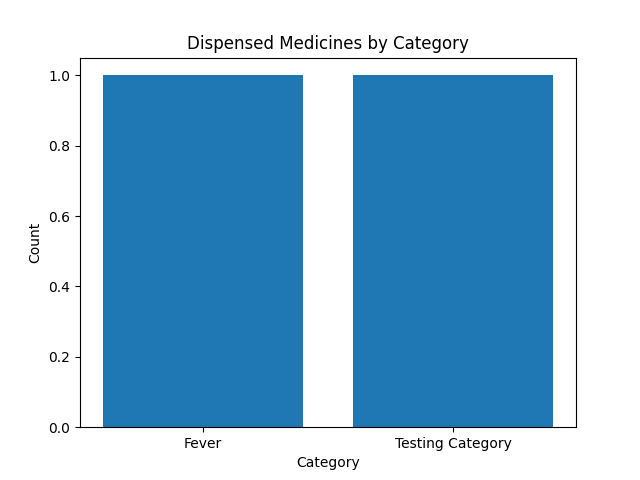 Dispensed Medicines by Category
1.0
0.8
0.6
0.4
0.2
0.0
Count
Fever
Testing Category
Category